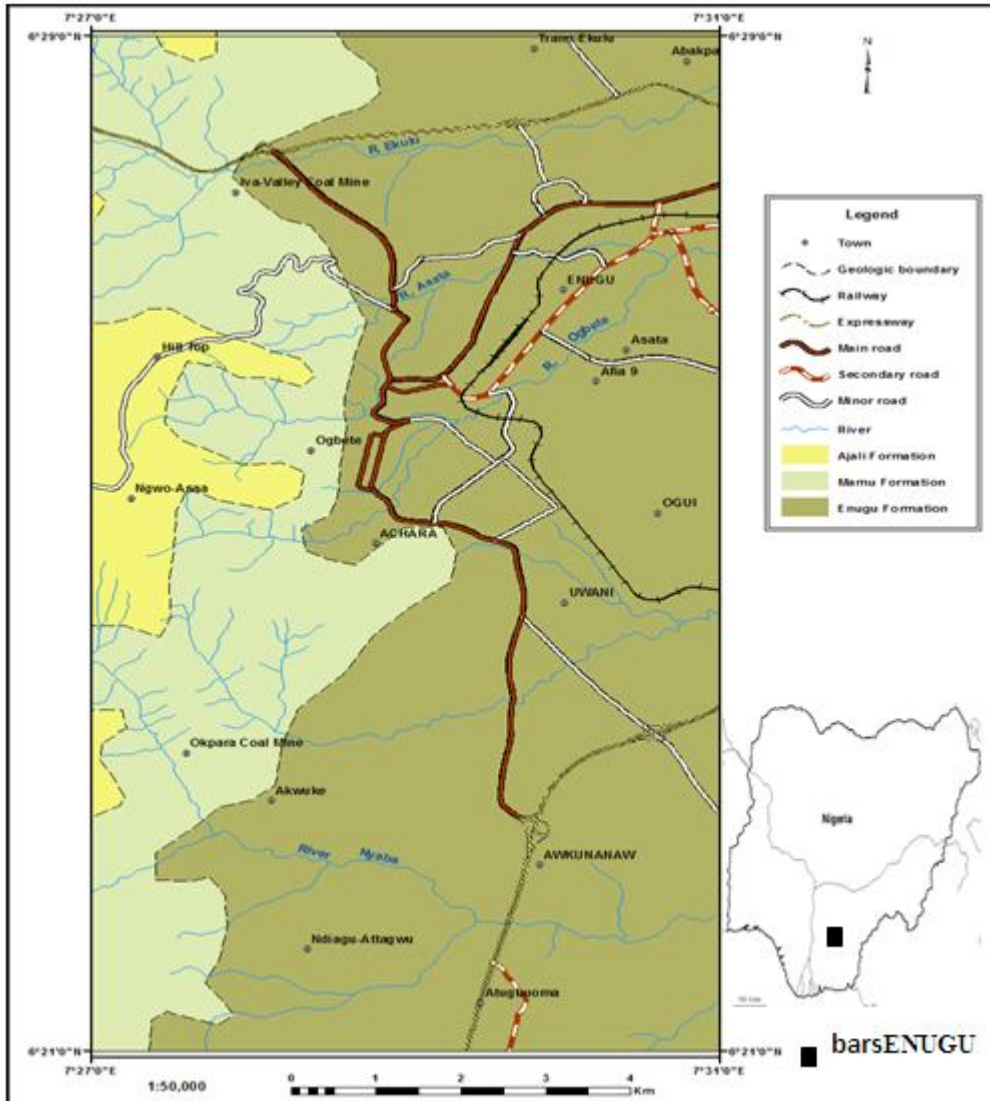 7°27'0"E
7°31'0"E
6°29'0"N
6°29'0"N
N
Trans-Ekulu
Abakpa
R. Ekulu
Iva-Valley Coal Mine
R. Asata
ENUGU
R. Ogbete
Asata
Afia 9
Hill Top
Ogbete
Ngwo-Asaa
OGUI
ACHARA
UWANI
Okpara Coal Mine
Akwuke
River Nyaba
AWKUNANAW
Ndiagu-Attagwu
Legend
Town
Geologic boundary
Railway
Expressway
Main road
Secondary road
Minor road
River
Ajali Formation
Mamu Formation
Enugu Formation
Nigeria
barsENUGU
6°21'0"N
6°21'0"N
7°27'0"E
7°31'0"E
1:50,000
0 1 2 3 4
Km